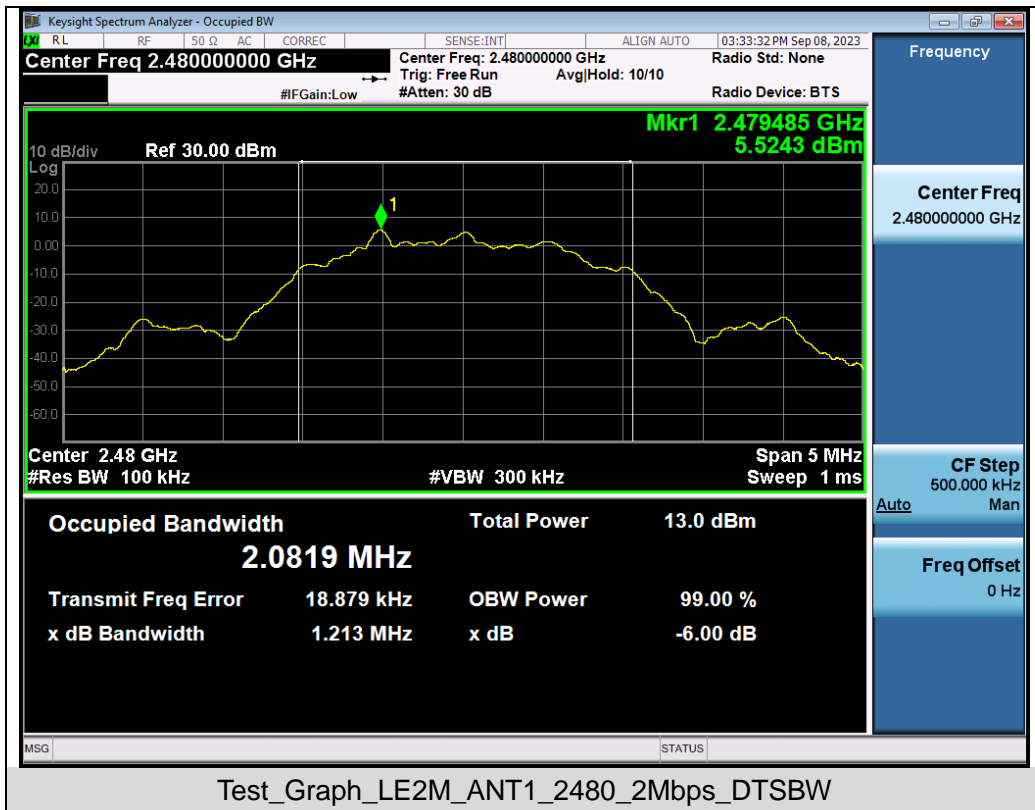 Keysight Spectrum Analyzer - Occupied BW
LXI RL RF 50 Ω AC CORREC SENSE:INT ALIGN AUTO 03:33:32 PM Sep 08, 2023
Center Freq 2.480000000 GHz
Center Freq: 2.480000000 GHz
Radio Std: None
Trig: Free Run Avg|Hold: 10/10
#IFGain:Low
#Atten: 30 dB
Radio Device: BTS
Frequency
Mkr1 2.479485 GHz
5.5243 dBm
10 dB/div Ref 30.00 dBm
Log
20.0
10.0
0.00
-10.0
-20.0
-30.0
-40.0
-50.0
-60.0
1
Center 2.48 GHz Span 5 MHz
#Res BW 100 kHz #VBW 300 kHz Sweep 1 ms
Center Freq
2.480000000 GHz
CF Step
500.000 kHz
Auto Man
Freq Offset
0 Hz
Occupied Bandwidth Total Power 13.0 dBm
2.0819 MHz
Transmit Freq Error 18.879 kHz OBW Power 99.00 %
x dB Bandwidth 1.213 MHz x dB -6.00 dB
MSG STATUS
Test_Graph_LE2M_ANT1_2480_2Mbps_DTSBW